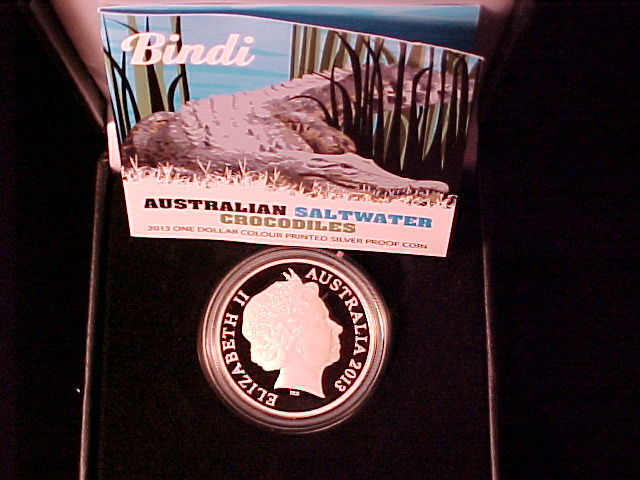 Bindi
AUSTRALIAN SALTWATER
CROCODILES
2013 ONE DOLLAR COLOUR PRINTED SILVER PROOF COIN
ELIZABETH II AUSTRALIA 2013